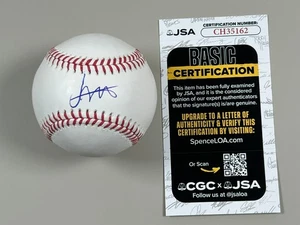 JSA
CERTIFICATION NUMBER:
CH35162
BASIC
CERTIFICATION
This item has been fully examined
by JSA, and it is the considered
opinion of our expert authenticators
that the signature(s) is/are genuine.
UPGRADE TO A LETTER OF
AUTHENTICITY & VERIFY THIS
CERTIFICATION BY VISITING:
SpenceLOA.com
Or Scan
CGC x JSA
Follow us at @jsaloa